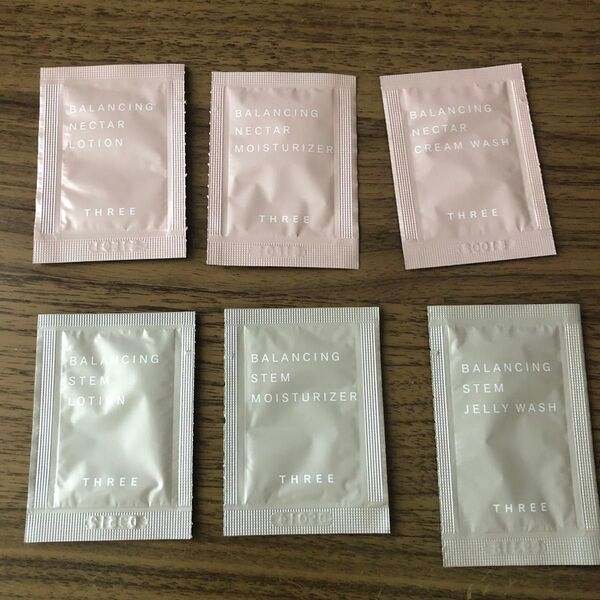 BALANCING
NECTAR
LOTION
THREE
BALANCING
NECTAR
MOISTURIZER
THREE
BALANCING
NECTAR
CREAM WASH
THREE
BALANCING
STEM
LOTION
THREE
BALANCING
STEM
MOISTURIZER
THREE
BALANCING
STEM
JELLY WASH
THREE